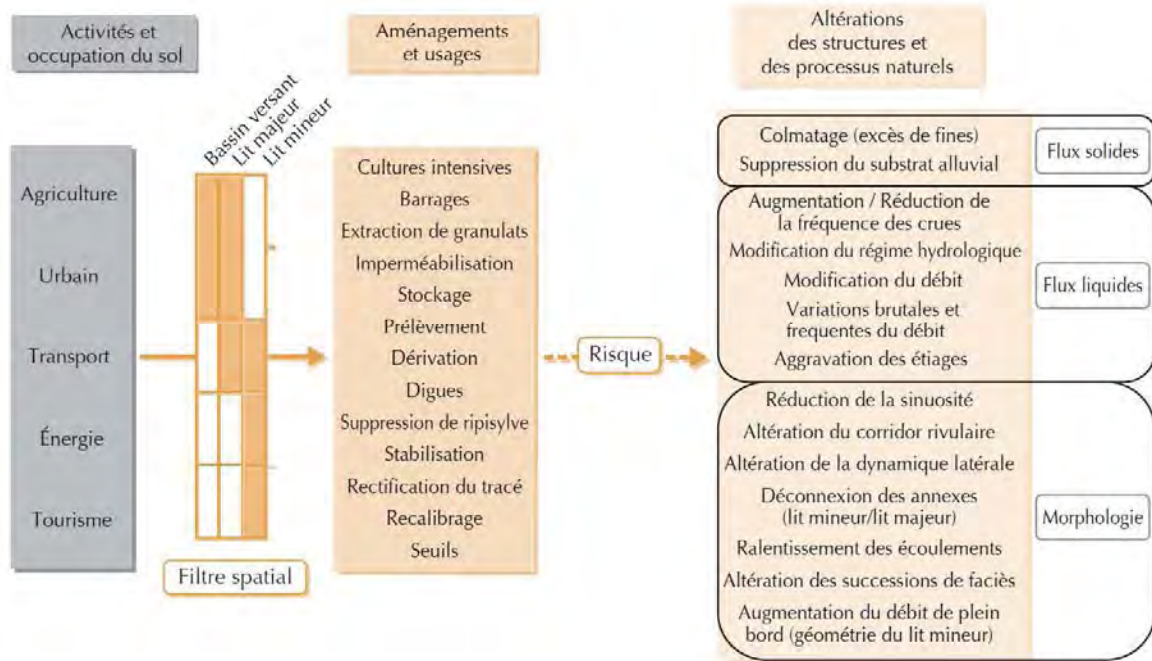 Activités et
occupation du sol
Aménagements
et usages
Altérations
des structures et
des processus naturels
Bassin versant
Lit majeur
Lit mineur
Agriculture
Urbain
Transport
Énergie
Tourisme
Filtre spatial
Cultures intensives
Barrages
Extraction de granulats
Imperméabilisation
Stockage
Prélèvement
Dérivation
Digues
Suppression de ripisylve
Stabilisation
Rectification du tracé
Recalibrage
Seuils
Risque
Colmatage (excès de fines)
Suppression du substrat alluvial
Flux solides
Augmentation / Réduction de
la fréquence des crues
Modification du régime hydrologique
Modification du débit
Variations brutales et
frequentes du débit
Aggravation des étiages
Flux liquides
Réduction de la sinuosité
Altération du corridor rivulaire
Altération de la dynamique latérale
Déconnexion des annexes
(lit mineur/lit majeur)
Ralentissement des écoulements
Altération des successions de faciès
Augmentation du débit de plein
bord (géométrie du lit mineur)
Morphologie